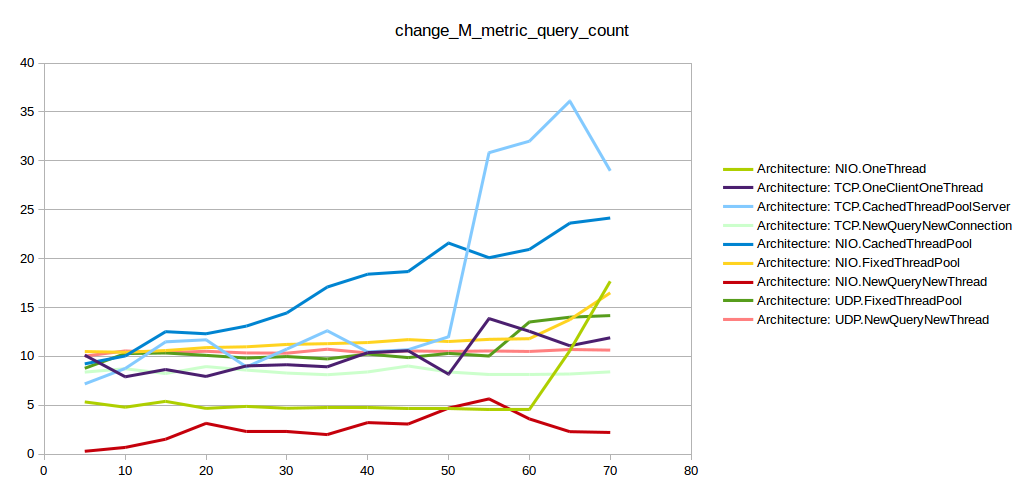 change_M_metric_query_count
40
35
30
25
20
15
10
5
0
0 10 20 30 40 50 60 70 80
Architecture: NIO.OneThread
Architecture: TCP.OneClientOneThread
Architecture: TCP.CachedThreadPoolServer
Architecture: TCP.NewQueryNewConnection
Architecture: NIO.CachedThreadPool
Architecture: NIO.FixedThreadPool
Architecture: NIO.NewQueryNewThread
Architecture: UDP.FixedThreadPool
Architecture: UDP.NewQueryNewThread